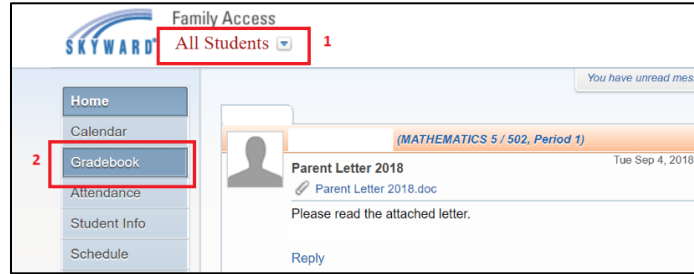 Family Access
SKYWARD®
All Students
1
You have unread mes
Home
Calendar
2
Gradebook
Attendance
Student Info
Schedule
(MATHEMATICS 5 / 502, Period 1)
Parent Letter 2018
Tue Sep 4, 2018
Parent Letter 2018.doc
Please read the attached letter.
Reply